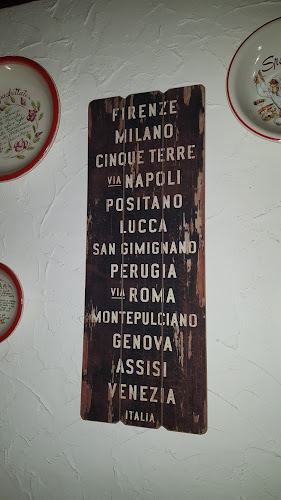 FIRENZE
MILANO
CINQUE TERRE
VIA NAPOLI
POSITANO
LUCCA
SAN GIMIGNANO
PERUGIA
VIA ROMA
MONTEPULCIANO
GENOVA
ASSISI
VENEZIA
ITALIA